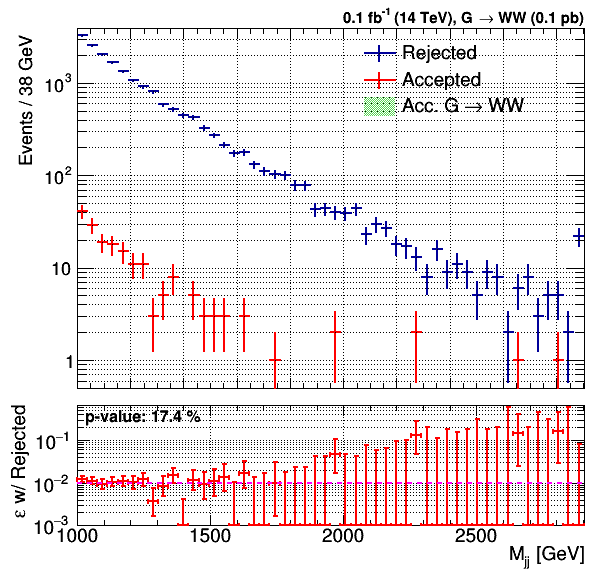 0.1 fb⁻¹ (14 TeV), G → WW (0.1 pb)
Events / 38 GeV
10³
10²
10
1
Rejected
Accepted
Acc. G → WW
p-value: 17.4 %
ε w/ Rejected
10⁻¹
10⁻²
10⁻³
1000 1500 2000 2500
M_jj [GeV]